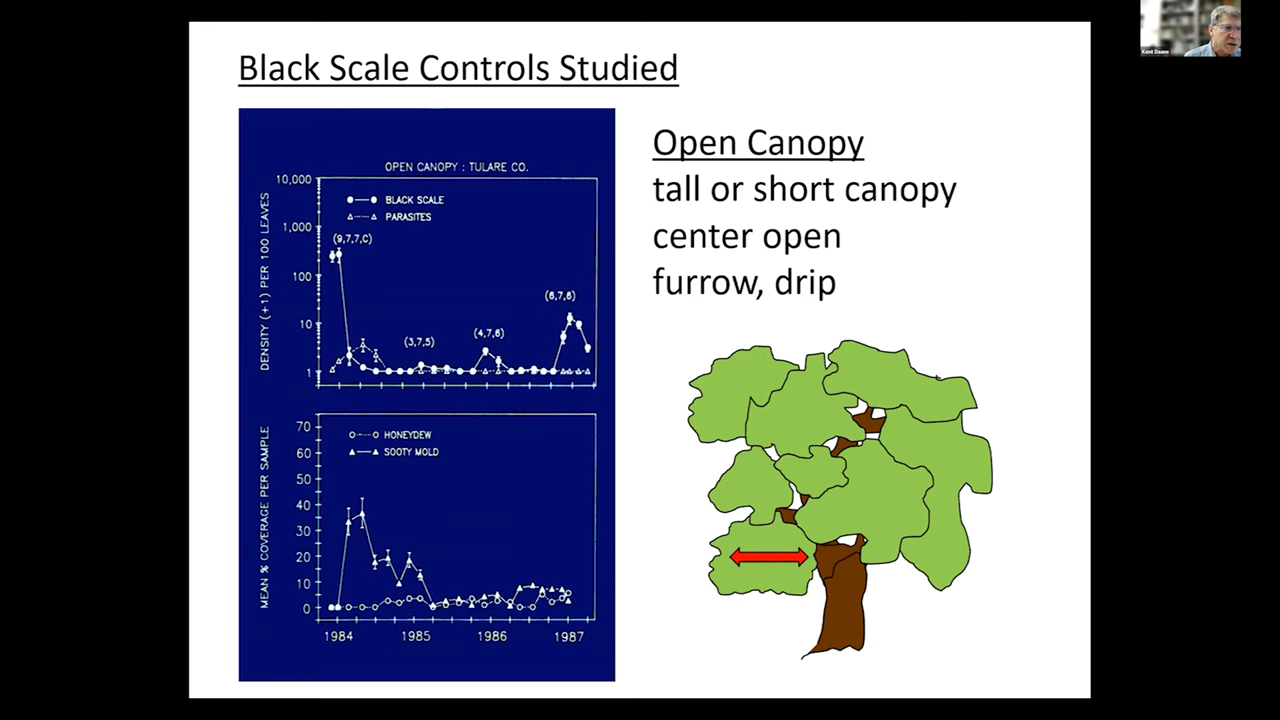 Kent Daane
Black Scale Controls Studied
OPEN CANOPY : TULARE CO.
DENSITY (+1) PER 100 LEAVES
10,000
1,000
100
10
1
BLACK SCALE
PARASITES
(9,7,7,C)
(3,7,5)
(4,7,6)
(6,7,6)
MEAN % COVERAGE PER SAMPLE
70
60
50
40
30
20
10
0
HONEYDEW
SOOTY MOLD
1984 1985 1986 1987
Open Canopy
tall or short canopy
center open
furrow, drip